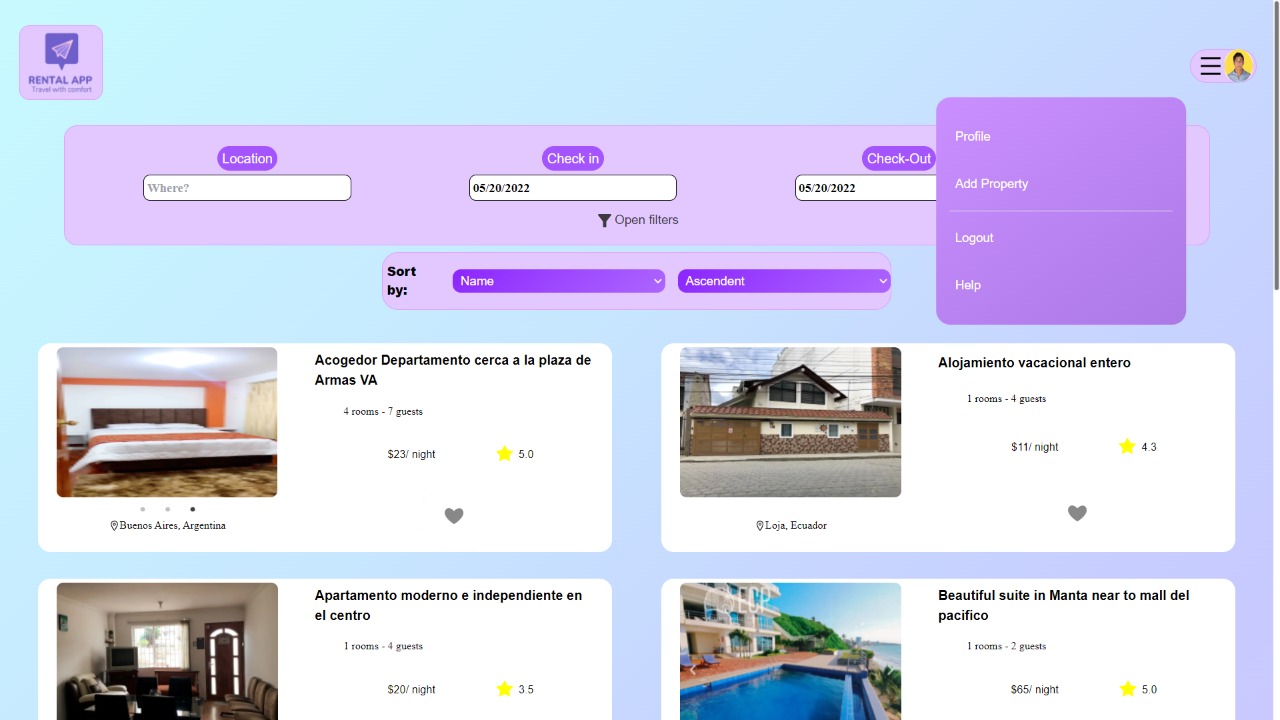 RENTAL APP
Travel with comfort
Location
Check in
Check-Out
Where?
05/20/2022
05/20/2022
Open filters
Profile
Add Property
Logout
Help
Sort by:
Name
Ascendent
Acogedor Departamento cerca a la plaza de
Armas VA
4 rooms - 7 guests
$23/ night
5.0
Buenos Aires, Argentina
Alojamiento vacacional entero
1 rooms - 4 guests
$11/ night
4.3
Loja, Ecuador
Apartamento moderno e independiente en
el centro
1 rooms - 4 guests
$20/ night
3.5
Beautiful suite in Manta near to mall del
pacifico
1 rooms - 2 guests
$65/ night
5.0